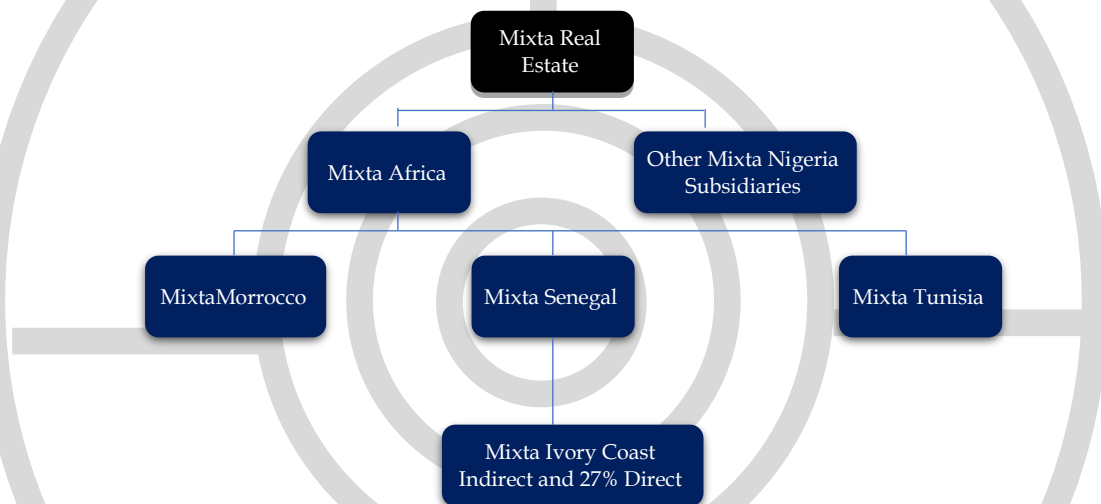 Mixta Real
Estate
Mixta Africa
Other Mixta Nigeria
Subsidiaries
MixtaMorrocco
Mixta Senegal
Mixta Tunisia
Mixta Ivory Coast
Indirect and 27% Direct